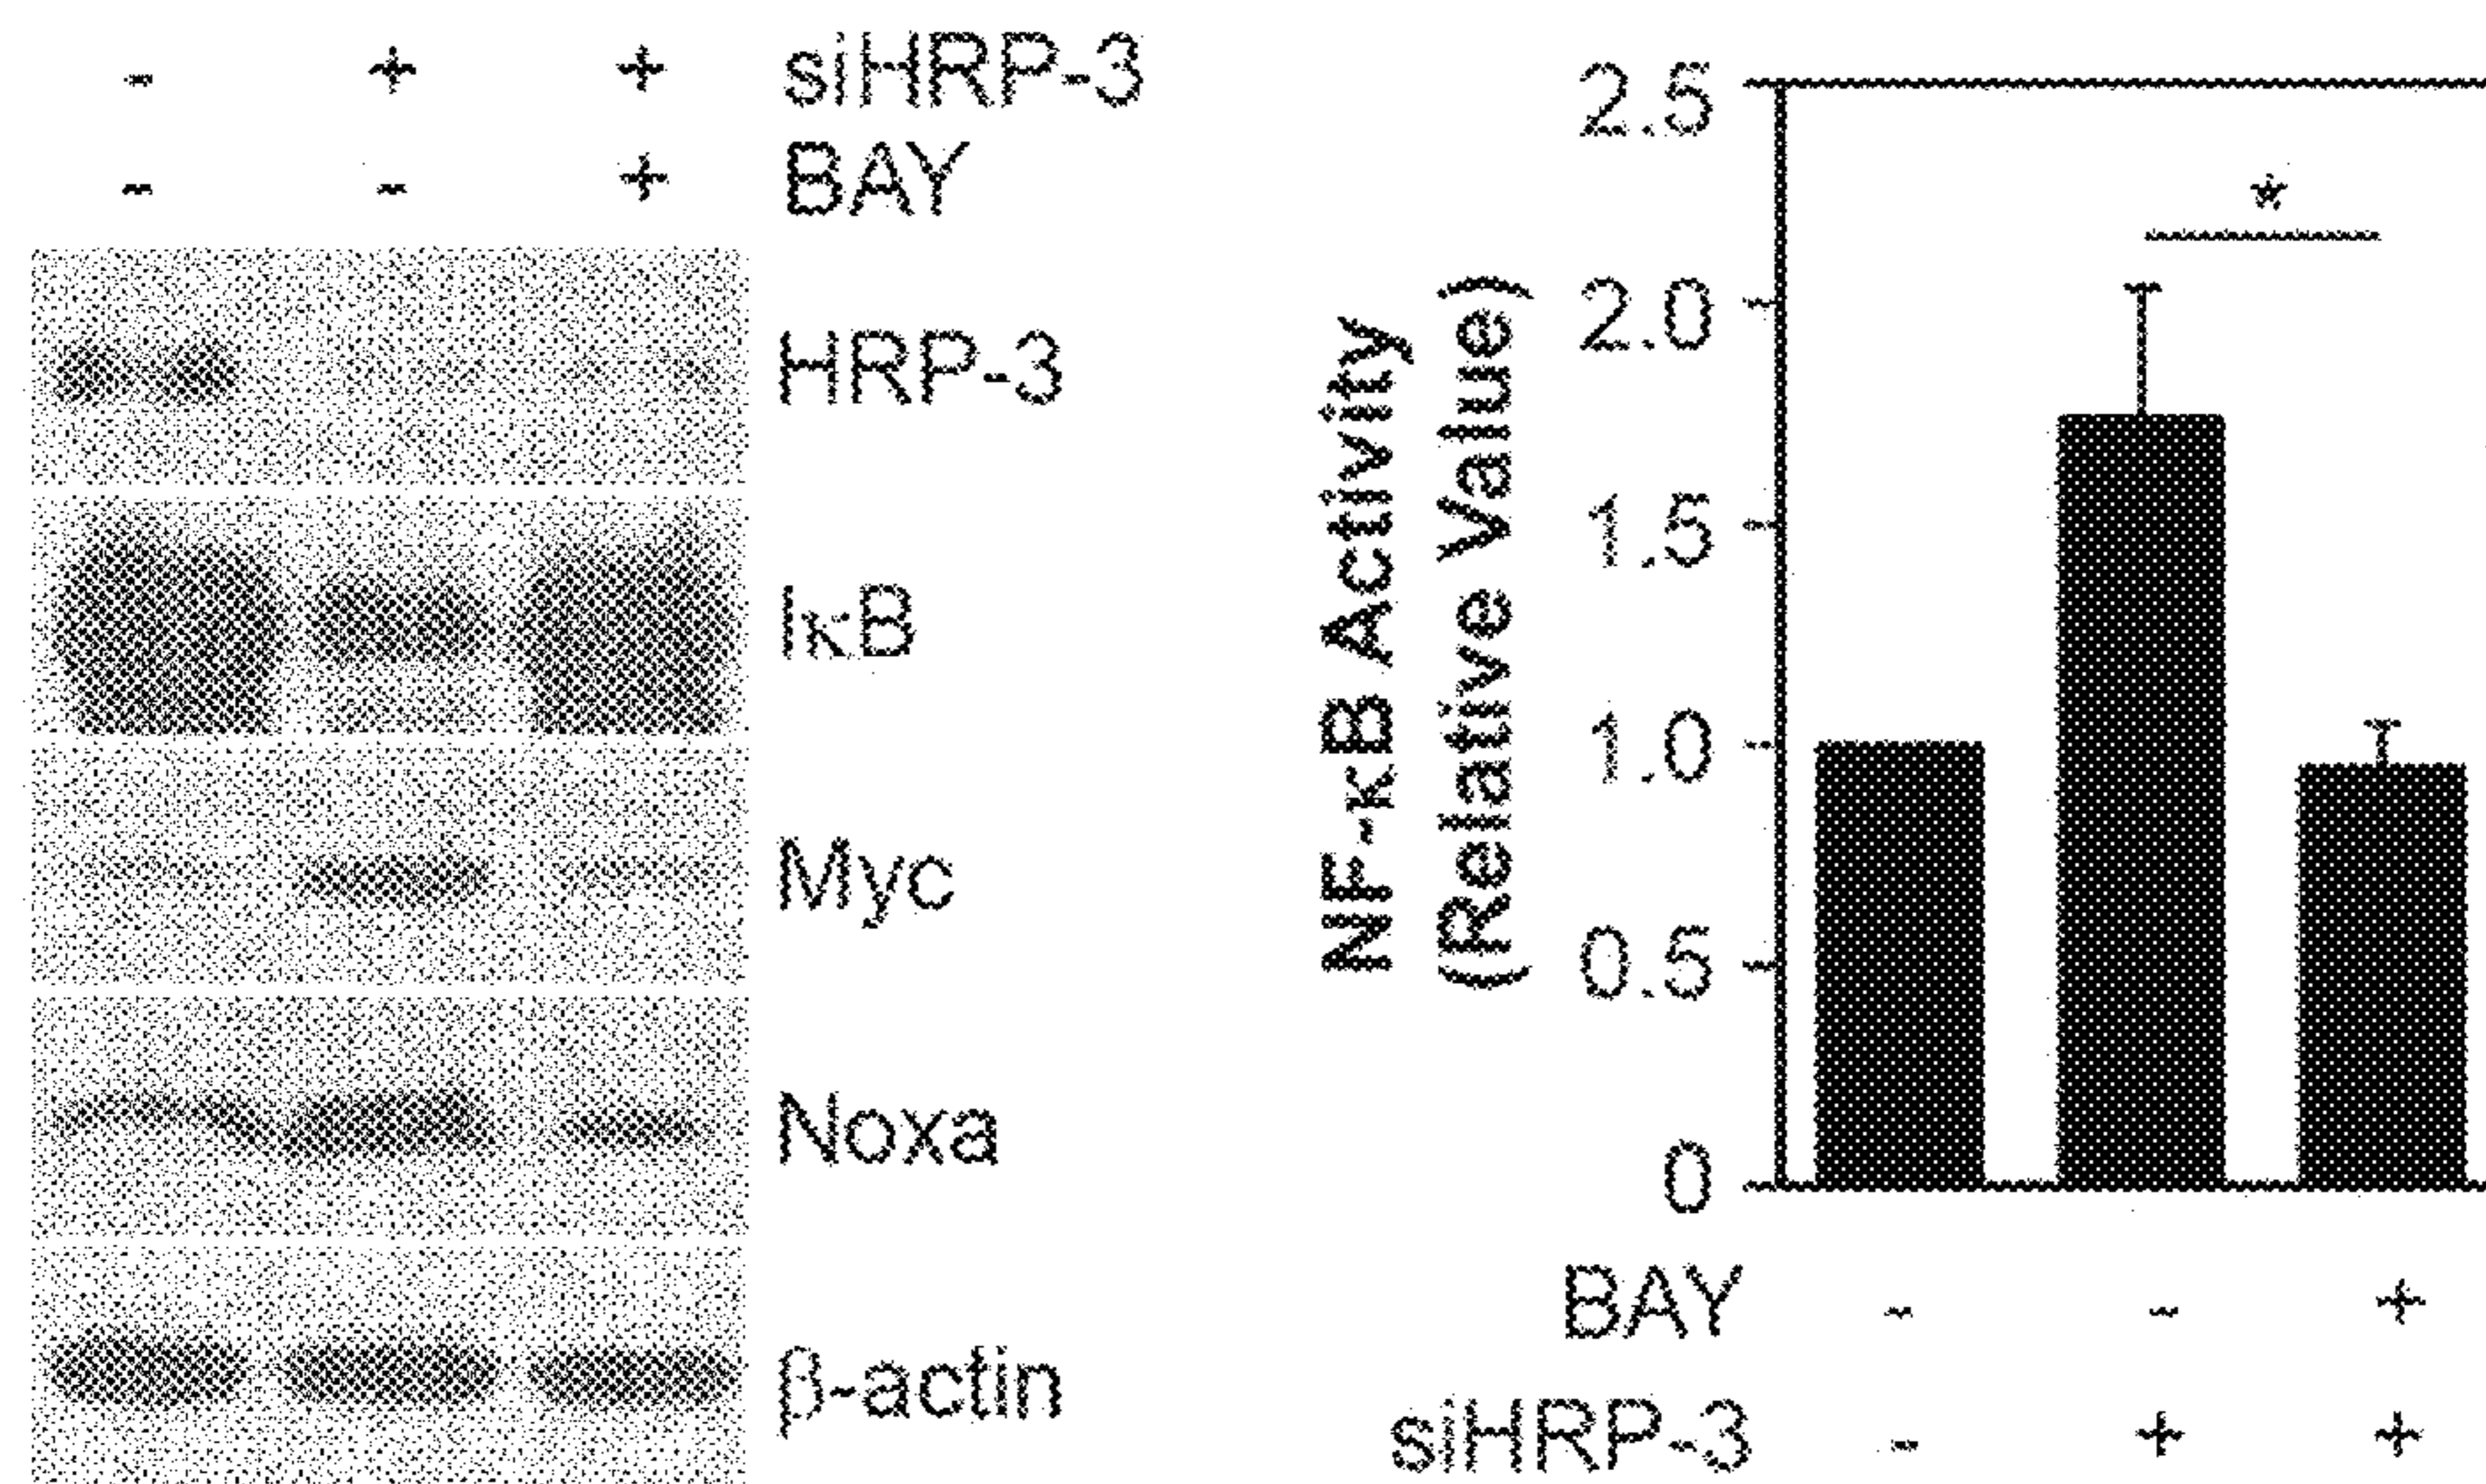 - + + siHRP-3
- - + BAY
HRP-3
IκB
Myc
Noxa
β-actin
NF-κB Activity
(Relative Value)
2.5
2.0
1.5
1.0
0.5
0
*
BAY - - +
siHRP-3 - + +